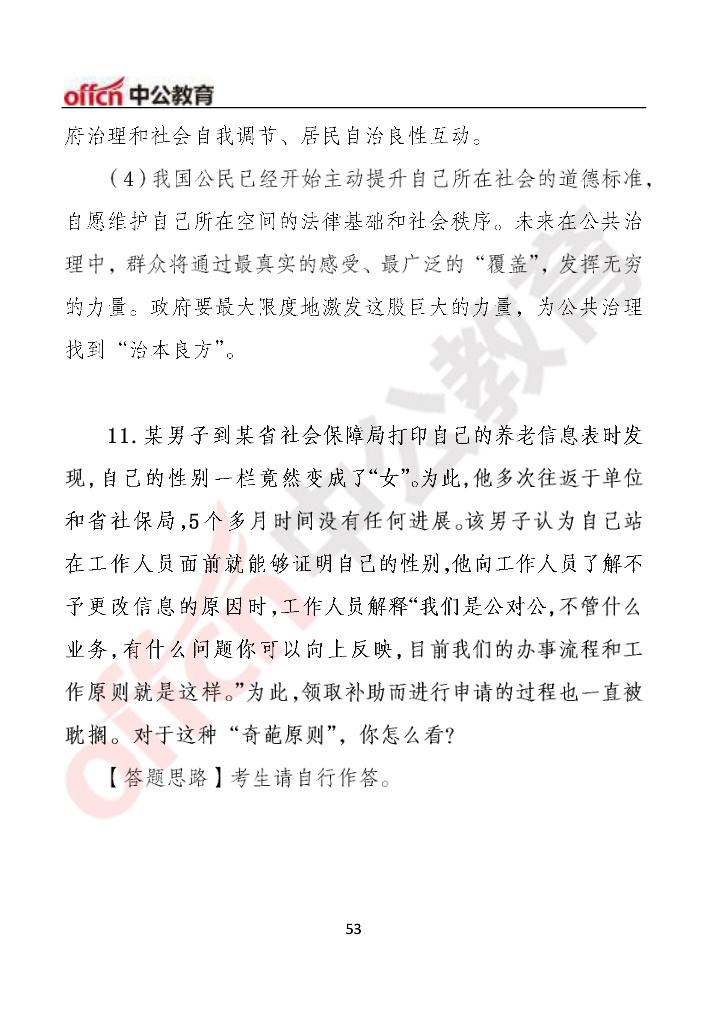 offcn 中公教育
府治理和社会自我调节、居民自治良性互动。
（4）我国公民已经开始主动提升自己所在社会的道德标准，
自愿维护自己所在空间的法律基础和社会秩序。未来在公共治
理中，群众将通过最真实的感受、最广泛的“覆盖”，发挥无穷
的力量。政府要最大限度地激发这股巨大的力量，为公共治理
找到“治本良方”。
11.某男子到某省社会保障局打印自己的养老信息表时发
现,自己的性别一栏竟然变成了“女”。为此,他多次往返于单位
和省社保局,5个多月时间没有任何进展。该男子认为自己站
在工作人员面前就能够证明自己的性别,他向工作人员了解不
予更改信息的原因时,工作人员解释“我们是公对公,不管什么
业务,有什么问题你可以向上反映,目前我们的办事流程和工
作原则就是这样。”为此,领取补助而进行申请的过程也一直被
耽搁。对于这种“奇葩原则”，你怎么看?
【答题思路】考生请自行作答。
offcn 中公教育
53